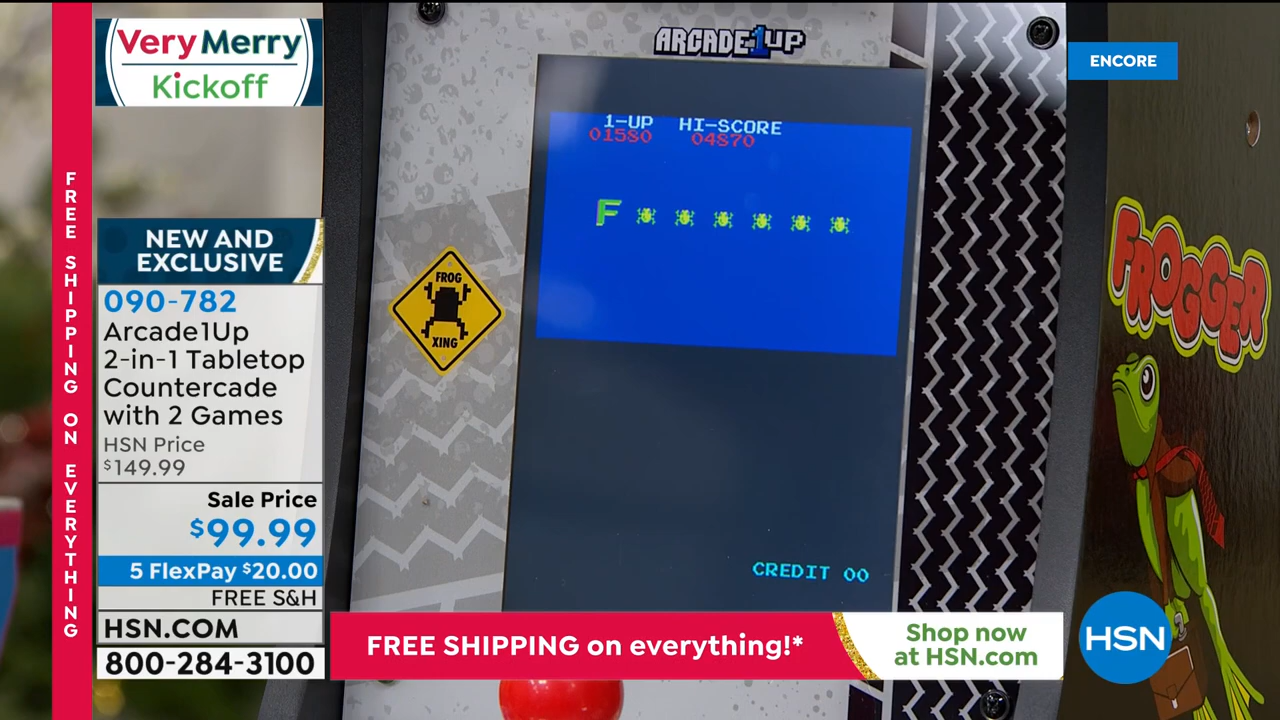 VeryMerry
Kickoff
ENCORE
FREE SHIPPING ON EVERYTHING
NEW AND
EXCLUSIVE
090-782
Arcade1Up
2-in-1 Tabletop
Countercade
with 2 Games
HSN Price
$149.99
Sale Price
$99.99
5 FlexPay $20.00
FREE S&H
HSN.COM
800-284-3100
ARCADE1UP
1-UP HI-SCORE
01580 04870
F
FROG
XING
CREDIT 00
FROGGER
FREE SHIPPING on everything!*
Shop now
at HSN.com
HSN